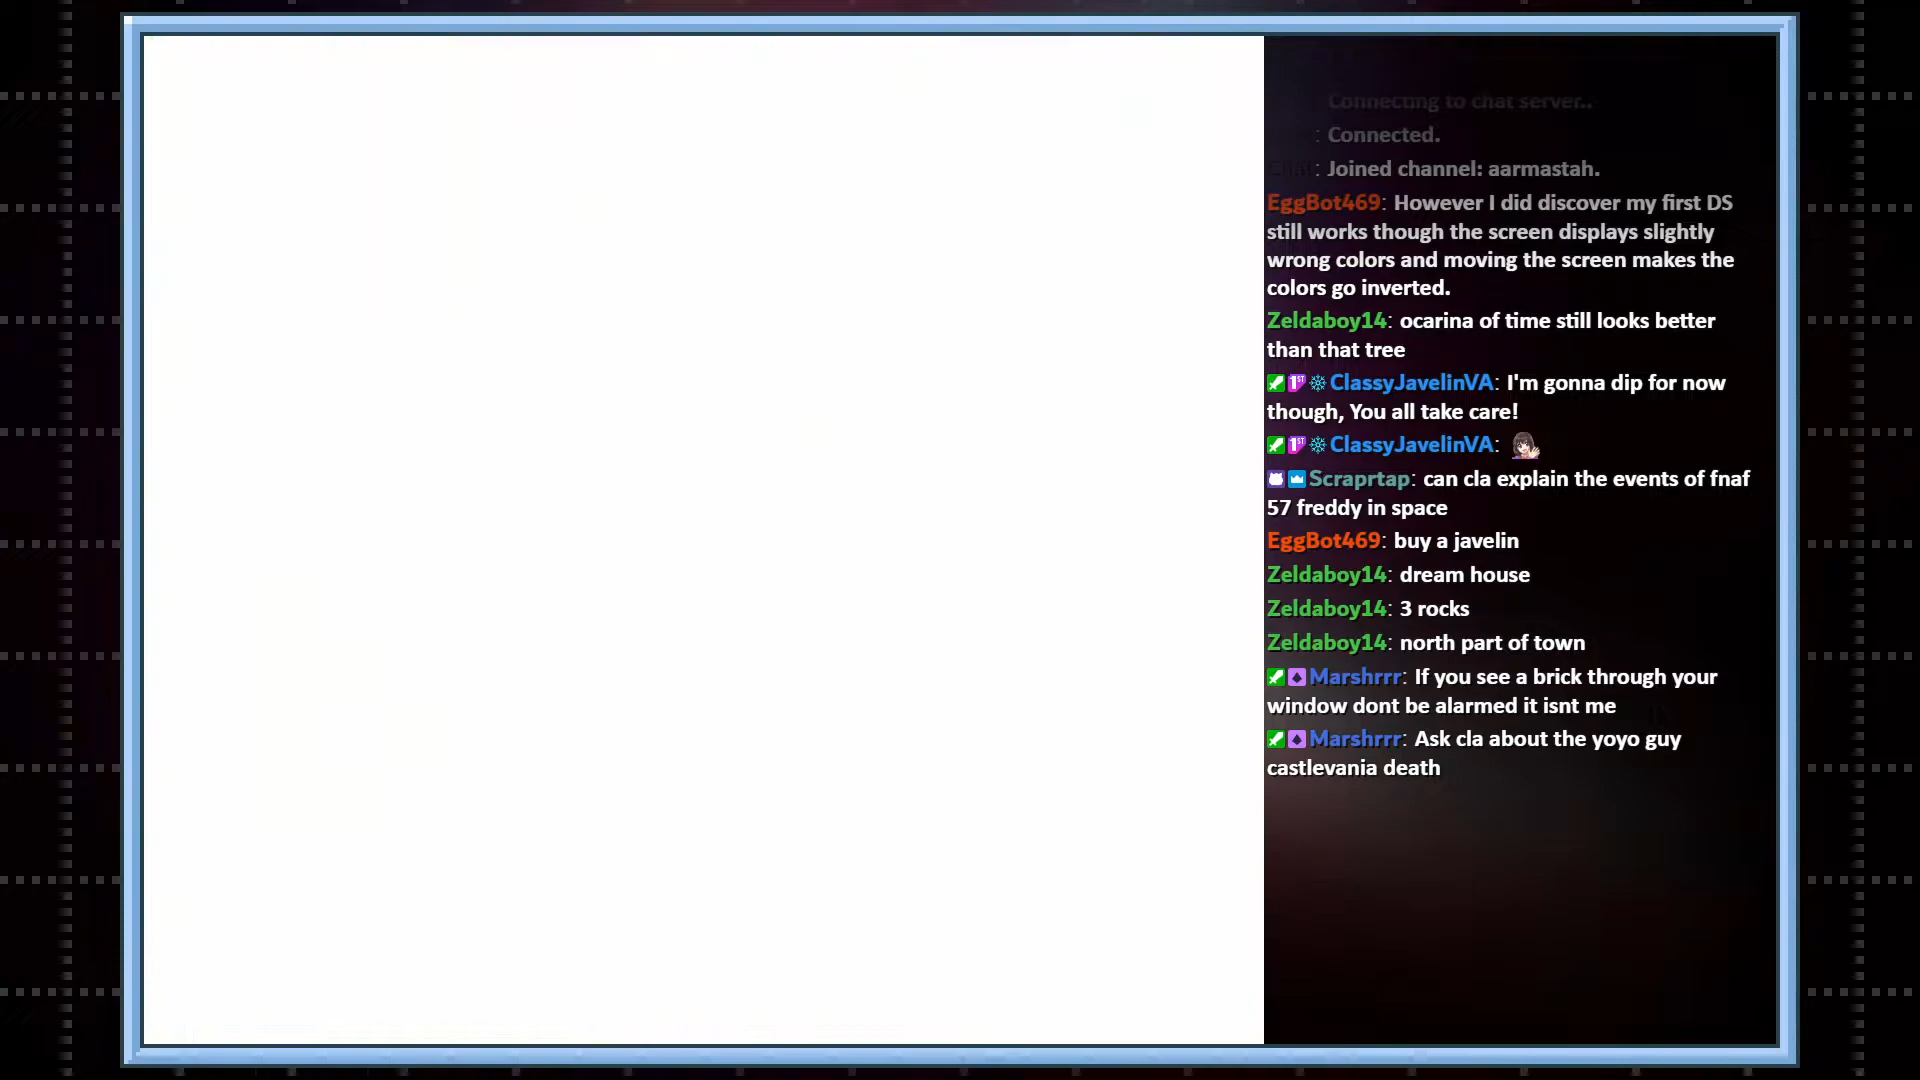 Connecting to chat server..
: Connected.
Chat: Joined channel: aarmastah.
EggBot469: However I did discover my first DS
still works though the screen displays slightly
wrong colors and moving the screen makes the
colors go inverted.
Zeldaboy14: ocarina of time still looks better
than that tree
1ST ClassyJavelinVA: I'm gonna dip for now
though, You all take care!
1ST ClassyJavelinVA:
Scraprtap: can cla explain the events of fnaf
57 freddy in space
EggBot469: buy a javelin
Zeldaboy14: dream house
Zeldaboy14: 3 rocks
Zeldaboy14: north part of town
Marshrrr: If you see a brick through your
window dont be alarmed it isnt me
Marshrrr: Ask cla about the yoyo guy
castlevania death